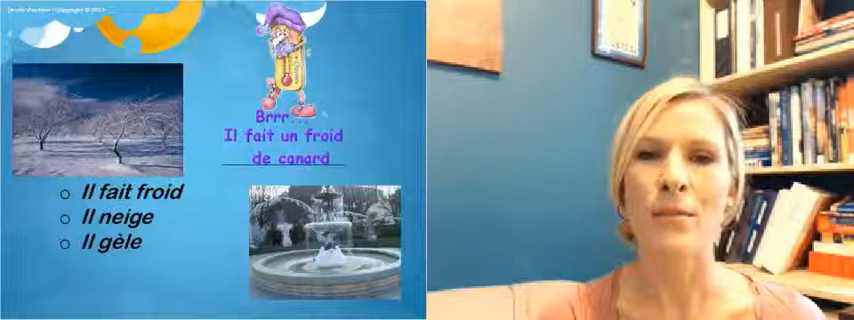 Brrr...
Il fait un froid
de canard
Il fait froid
Il neige
Il gèle